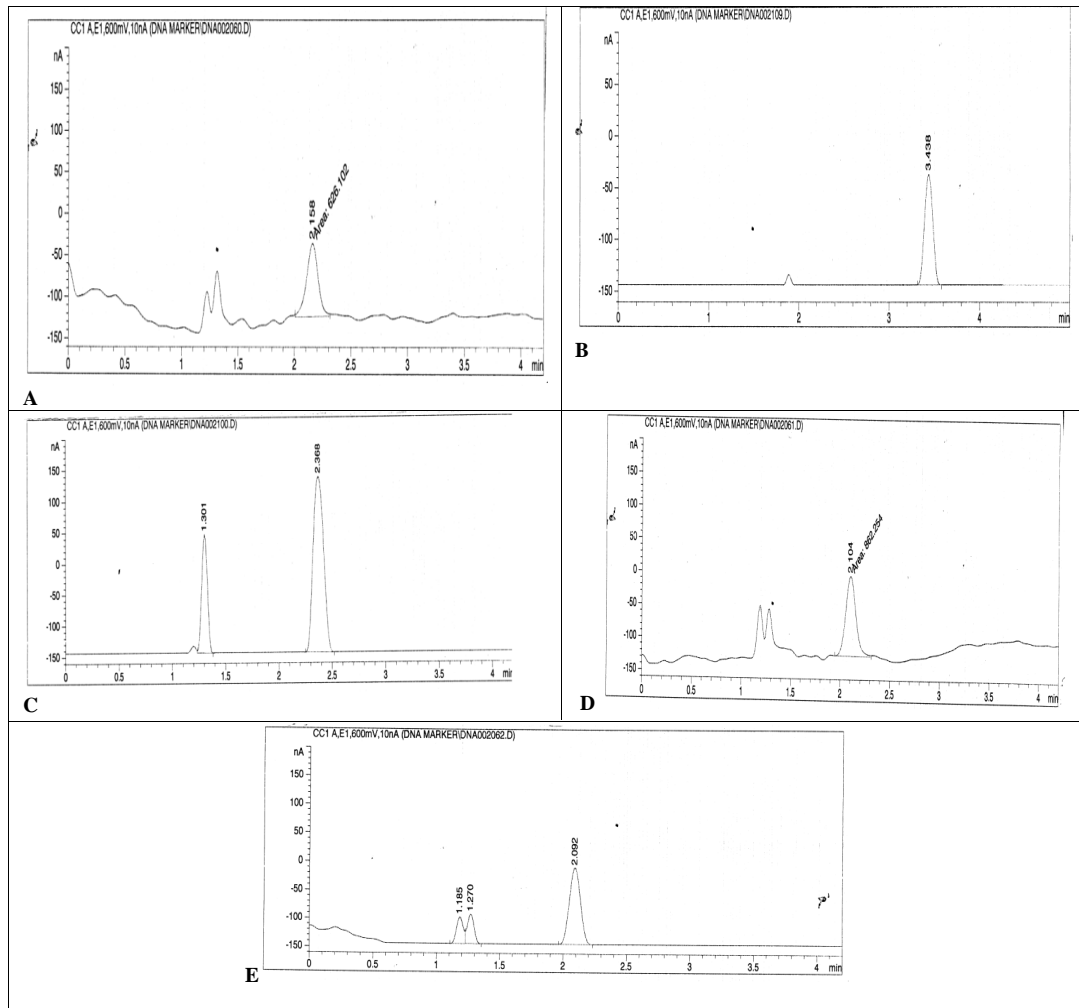 CC1 A,E1,600mV,10nA (DNA MARKER\DNA002060.D)
nA
150
100
50
0
-50
-100
-150
2.158
Area: 626.102
0 0.5 1 1.5 2 2.5 3 3.5 4 min
A
CC1 A,E1,600mV,10nA (DNA MARKER\DNA002109.D)
nA
50
0
-50
-100
-150
3.438
0 2 4 min
B
CC1 A,E1,600mV,10nA (DNA MARKER\DNA002100.D)
nA
150
100
50
0
-50
-100
-150
1.301
2.368
0 0.5 1 1.5 2 2.5 3 3.5 4 min
C
CC1 A,E1,600mV,10nA (DNA MARKER\DNA002061.D)
nA
150
100
50
0
-50
-100
-150
2.104
Area: 862.254
0 0.5 1 1.5 2 2.5 3 3.5 4 min
D
CC1 A,E1,600mV,10nA (DNA MARKER\DNA002062.D)
nA
150
100
50
0
-50
-100
-150
1.185
1.270
2.092
0 0.5 1 1.5 2 2.5 3 3.5 4 min
E